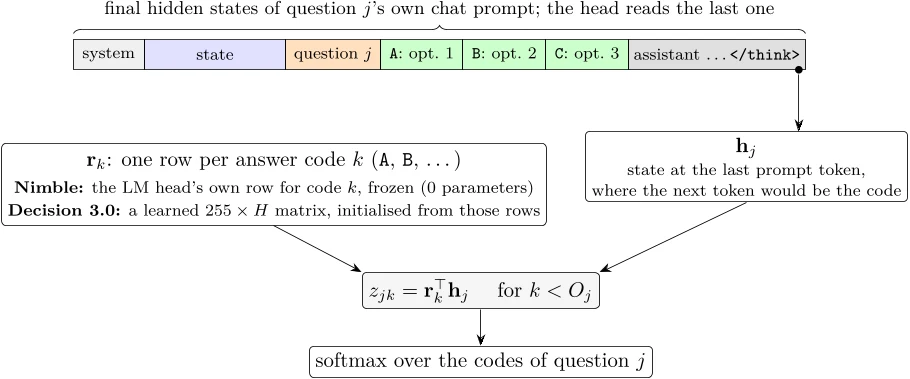 final hidden states of question j's own chat prompt; the head reads the last one
system state question j A: opt. 1 B: opt. 2 C: opt. 3 assistant ...</think>
r_k: one row per answer code k (A, B, ...)
Nimble: the LM head's own row for code k, frozen (0 parameters)
Decision 3.0: a learned 255 × H matrix, initialised from those rows
h_j
state at the last prompt token,
where the next token would be the code
z_{jk} = r_k^⊤ h_j for k < O_j
softmax over the codes of question j